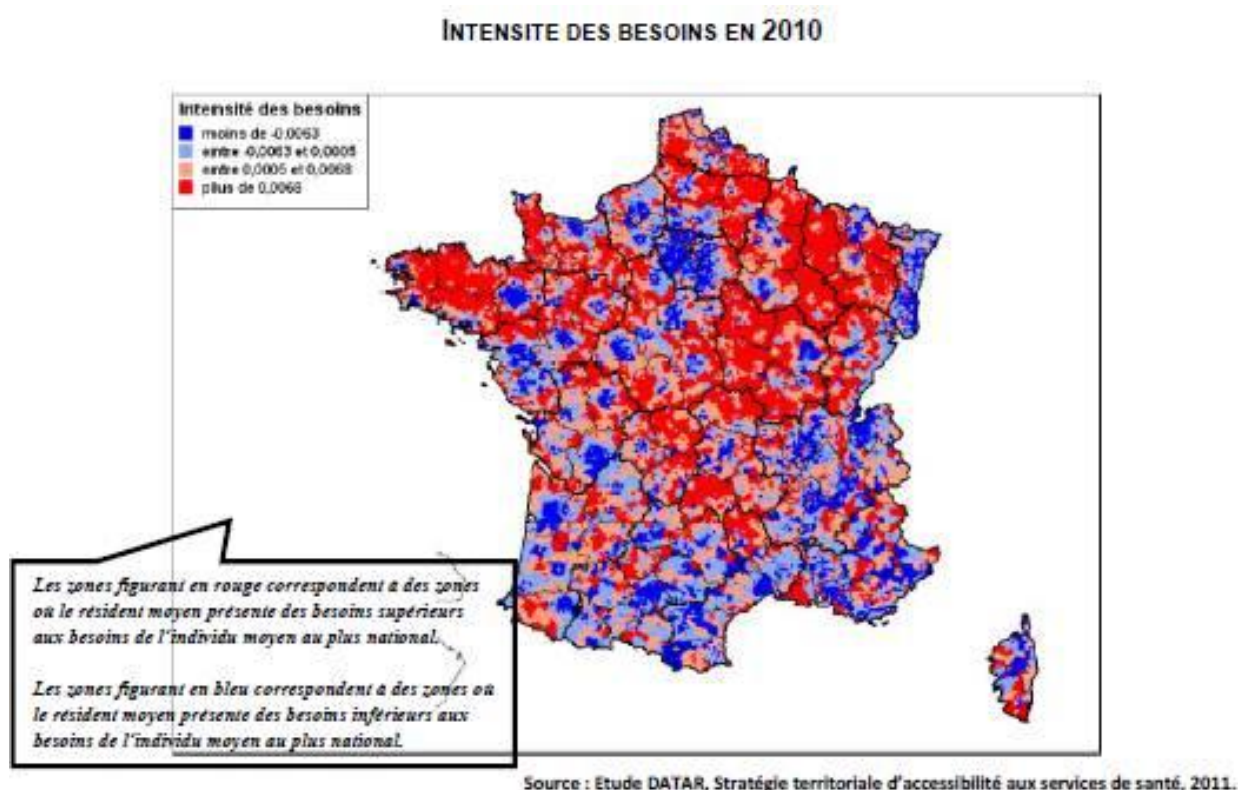 INTENSITE DES BESOINS EN 2010
Intensité des besoins
moins de -0,0063
entre -0,0063 et 0,0005
entre 0,0005 et 0,0068
plus de 0,0068
Les zones figurant en rouge correspondent à des zones
où le résident moyen présente des besoins supérieurs
aux besoins de l'individu moyen au plus national.
Les zones figurant en bleu correspondent à des zones où
le résident moyen présente des besoins inférieurs aux
besoins de l'individu moyen au plus national.
Source : Etude DATAR, Stratégie territoriale d'accessibilité aux services de santé, 2011.